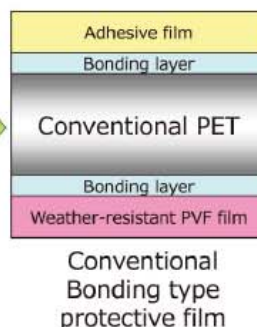 Adhesive film
Bonding layer
Conventional PET
Bonding layer
Weather-resistant PVF film
Conventional
Bonding type
protective film